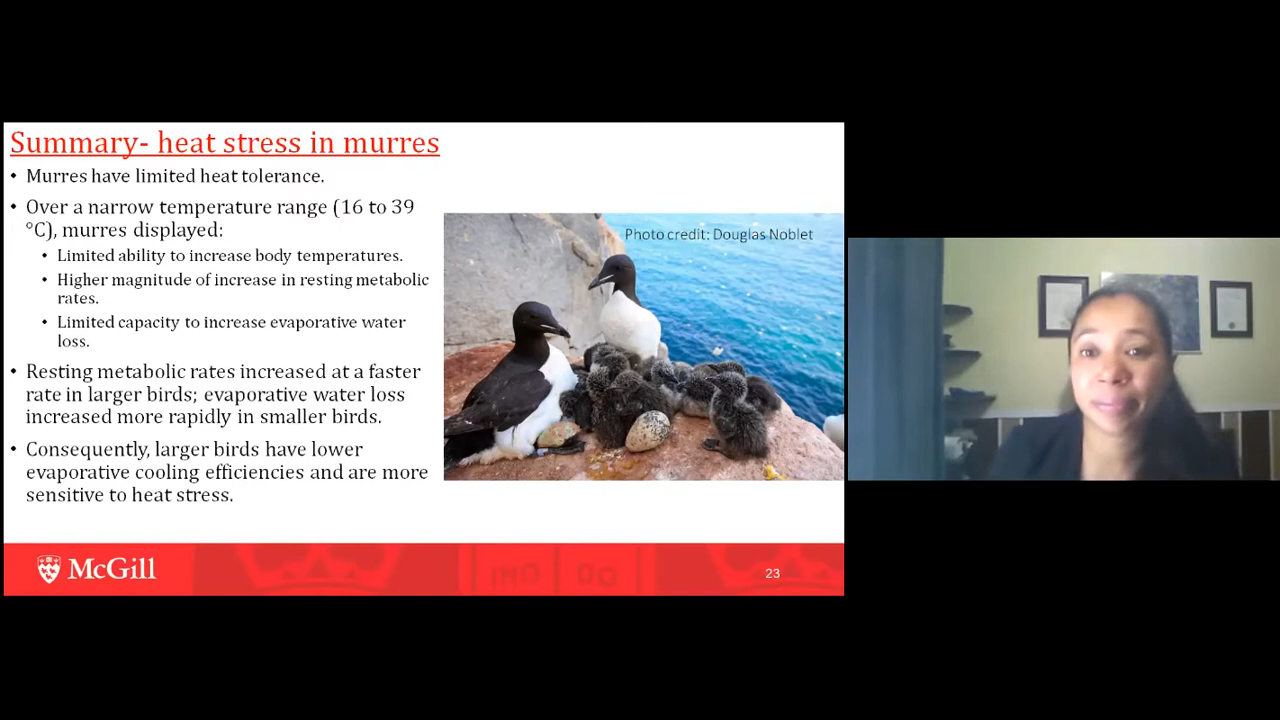 Summary- heat stress in murres
• Murres have limited heat tolerance.
• Over a narrow temperature range (16 to 39
°C), murres displayed:
• Limited ability to increase body temperatures.
• Higher magnitude of increase in resting metabolic
rates.
• Limited capacity to increase evaporative water
loss.
• Resting metabolic rates increased at a faster
rate in larger birds; evaporative water loss
increased more rapidly in smaller birds.
• Consequently, larger birds have lower
evaporative cooling efficiencies and are more
sensitive to heat stress.
Photo credit: Douglas Noblet
McGill
23